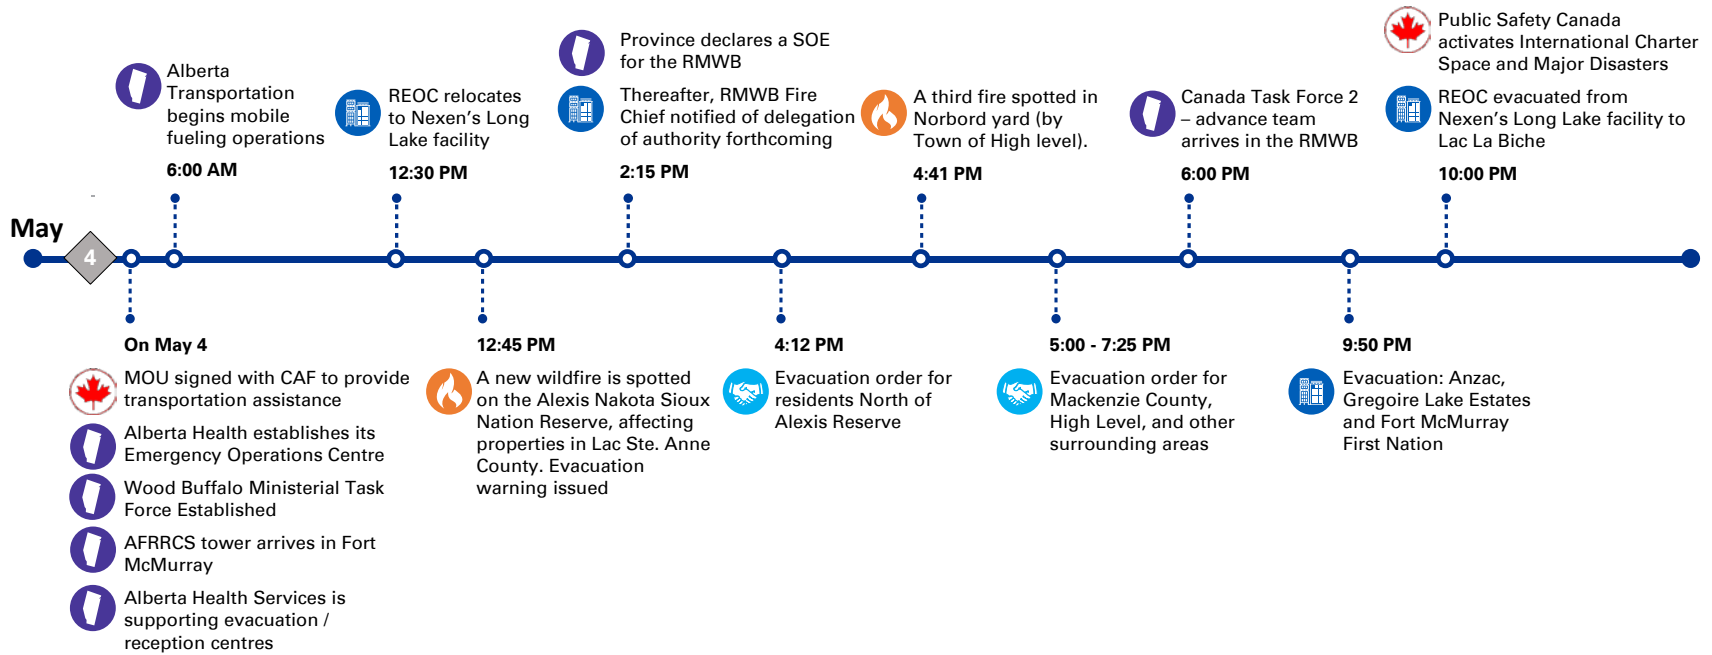 Alberta
Transportation
begins mobile
fueling operations
6:00 AM
REOC relocates
to Nexen's Long
Lake facility
12:30 PM
Province declares a SOE
for the RMWB
Thereafter, RMWB Fire
Chief notified of delegation
of authority forthcoming
2:15 PM
A third fire spotted in
Norbord yard (by
Town of High level).
4:41 PM
Canada Task Force 2
– advance team
arrives in the RMWB
6:00 PM
Public Safety Canada
activates International Charter
Space and Major Disasters
REOC evacuated from
Nexen's Long Lake facility to
Lac La Biche
10:00 PM
May
4
On May 4
MOU signed with CAF to provide
transportation assistance
Alberta Health establishes its
Emergency Operations Centre
Wood Buffalo Ministerial Task
Force Established
AFRRCS tower arrives in Fort
McMurray
Alberta Health Services is
supporting evacuation /
reception centres
12:45 PM
A new wildfire is spotted
on the Alexis Nakota Sioux
Nation Reserve, affecting
properties in Lac Ste. Anne
County. Evacuation
warning issued
4:12 PM
Evacuation order for
residents North of
Alexis Reserve
5:00 - 7:25 PM
Evacuation order for
Mackenzie County,
High Level, and other
surrounding areas
9:50 PM
Evacuation: Anzac,
Gregoire Lake Estates
and Fort McMurray
First Nation